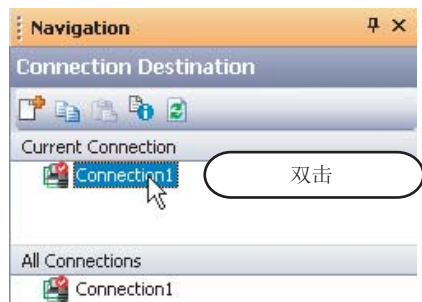 Navigation
Connection Destination
Current Connection
Connection1
双击
All Connections
Connection1